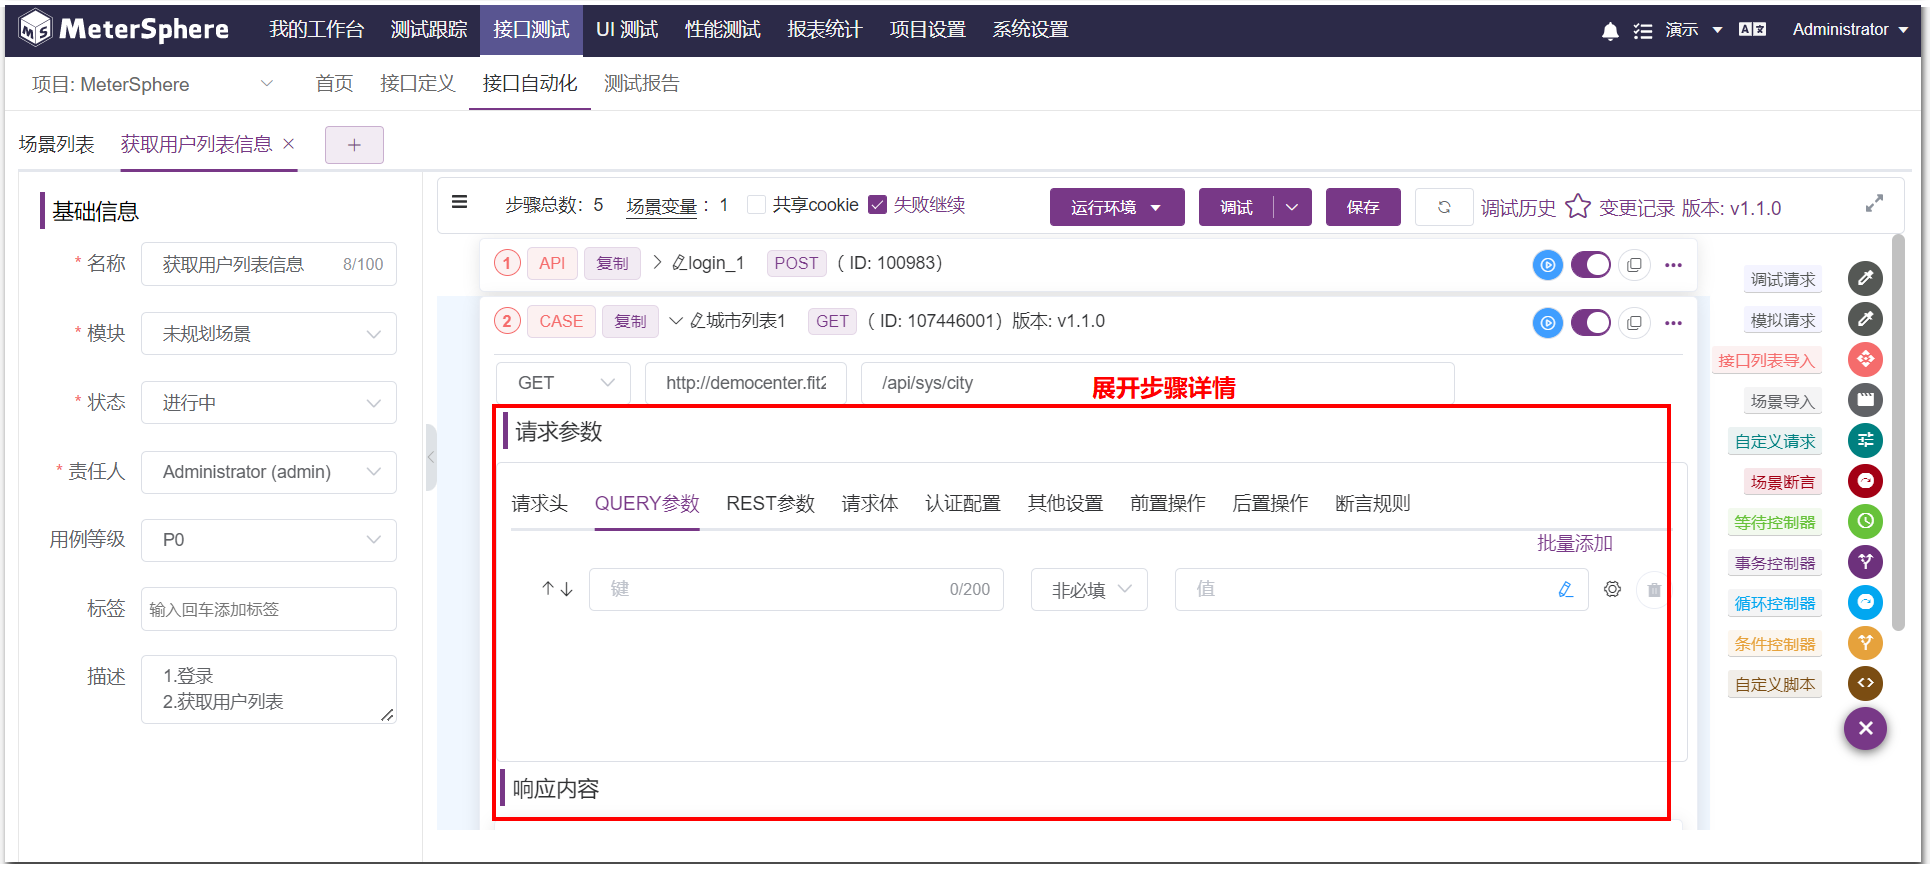 MeterSphere 我的工作台 测试跟踪 接口测试 UI 测试 性能测试 报表统计 项目设置 系统设置 演示 Administrator
项目: MeterSphere 首页 接口定义 接口自动化 测试报告
场景列表 获取用户列表信息 × +
基础信息
* 名称 获取用户列表信息 8/100
* 模块 未规划场景
* 状态 进行中
* 责任人 Administrator (admin)
用例等级 P0
标签 输入回车添加标签
描述 1.登录
2.获取用户列表
步骤总数: 5 场景变量 : 1 共享cookie 失败继续 运行环境 调试 保存 调试历史 变更记录 版本: v1.1.0
1 API 复制 login_1 POST ( ID: 100983)
2 CASE 复制 城市列表1 GET ( ID: 107446001) 版本: v1.1.0
GET http://democenter.fit2 /api/sys/city
展开步骤详情
请求参数
请求头 QUERY参数 REST参数 请求体 认证配置 其他设置 前置操作 后置操作 断言规则
批量添加
键 0/200 非必填 值
响应内容
调试请求
模拟请求
接口列表导入
场景导入
自定义请求
场景断言
等待控制器
事务控制器
循环控制器
条件控制器
自定义脚本